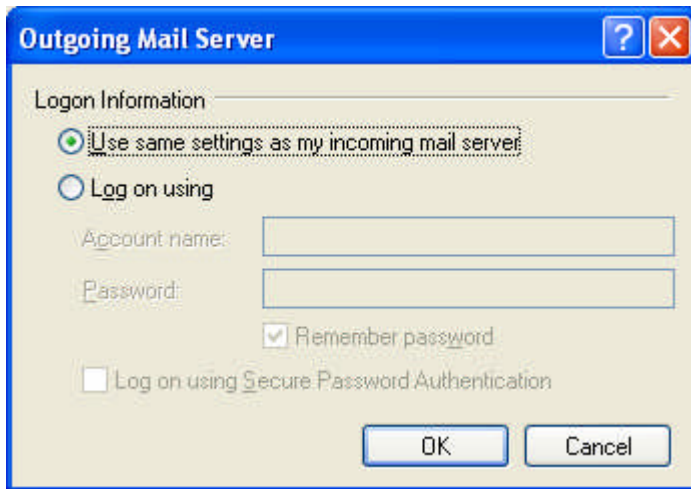 Outgoing Mail Server
Logon Information
Use same settings as my incoming mail server
Log on using
Account name:
Password:
Remember password
Log on using Secure Password Authentication
OK Cancel